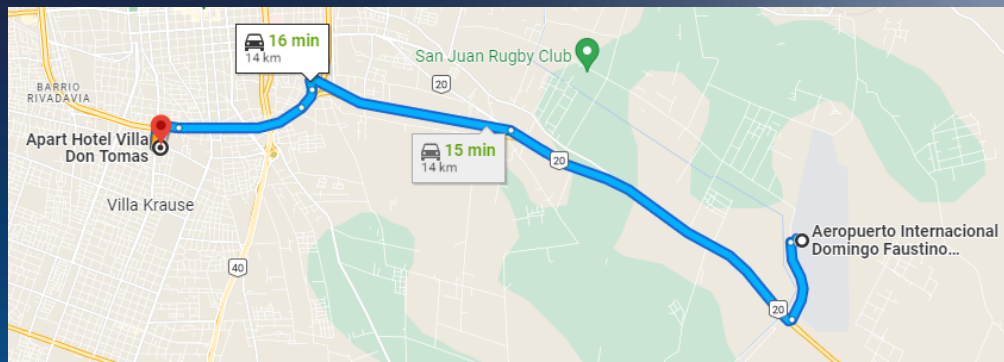 16 min
14 km
San Juan Rugby Club
20
BARRIO
RIVADAVIA
Apart Hotel Villa
Don Tomas
15 min
14 km
20
Villa Krause
Aeropuerto Internacional
Domingo Faustino...
40
20